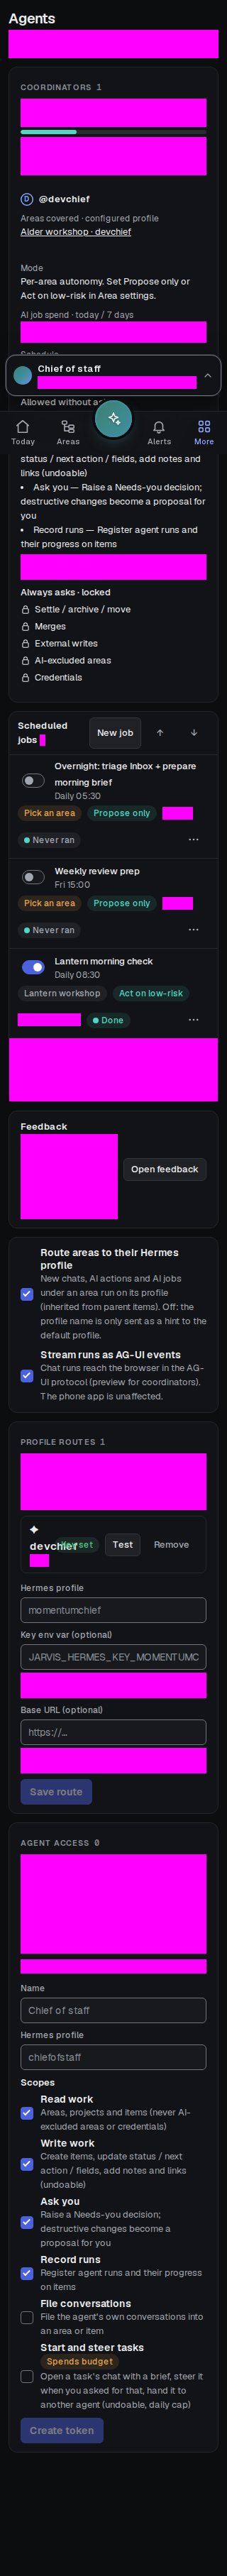 Agents
COORDINATORS 1
D @devchief
Areas covered · configured profile
Alder workshop · devchief
Mode
Per-area autonomy. Set Propose only or
Act on low-risk in Area settings.
AI job spend · today / 7 days
Chief of staff
Allowed without
Today
Areas
Alerts
More
status / next action / fields, add notes and
links (undoable)
• Ask you — Raise a Needs-you decision;
destructive changes become a proposal for
you
• Record runs — Register agent runs and
their progress on items
Always asks · locked
Settle / archive / move
Merges
External writes
AI-excluded areas
Credentials
Scheduled
jobs
New job
↑
↓
Overnight: triage Inbox + prepare
morning brief
Daily 05:30
Pick an area
Propose only
Never ran
···
Weekly review prep
Fri 15:00
Pick an area
Propose only
Never ran
···
Lantern morning check
Daily 08:30
Lantern workshop
Act on low-risk
Done
···
Feedback
Open feedback
Route areas to their Hermes
profile
New chats, AI actions and AI jobs
under an area run on its profile
(inherited from parent items). Off: the
profile name is only sent as a hint to the
default profile.
Stream runs as AG-UI events
Chat runs reach the browser in the AG-
UI protocol (preview for coordinators).
The phone app is unaffected.
PROFILE ROUTES 1
devchief
set
Test
Remove
Hermes profile
momentumchief
Key env var (optional)
JARVIS_HERMES_KEY_MOMENTUMC
Base URL (optional)
https://…
Save route
AGENT ACCESS 0
Name
Chief of staff
Hermes profile
chiefofstaff
Scopes
Read work
Areas, projects and items (never AI-
excluded areas or credentials)
Write work
Create items, update status / next
action / fields, add notes and links
(undoable)
Ask you
Raise a Needs-you decision;
destructive changes become a
proposal for you
Record runs
Register agent runs and their progress
on items
File conversations
File the agent's own conversations into
an area or item
Start and steer tasks
Spends budget
Open a task's chat with a brief, steer it
when you asked for that, hand it to
another agent (undoable, daily cap)
Create token